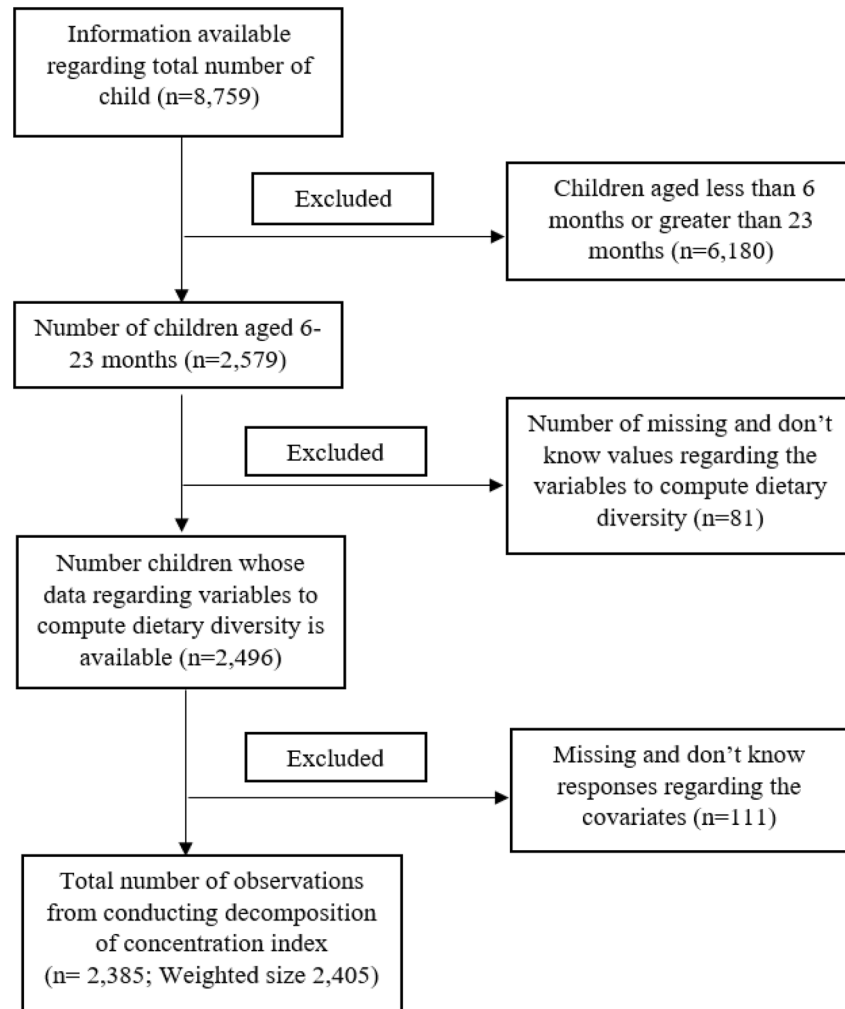 Information available
regarding total number of
child (n=8,759)
Excluded
Children aged less than 6
months or greater than 23
months (n=6,180)
Number of children aged 6-
23 months (n=2,579)
Excluded
Number of missing and don’t
know values regarding the
variables to compute dietary
diversity (n=81)
Number children whose
data regarding variables to
compute dietary diversity is
available (n=2,496)
Excluded
Missing and don’t know
responses regarding the
covariates (n=111)
Total number of observations
from conducting decomposition
of concentration index
(n= 2,385; Weighted size 2,405)